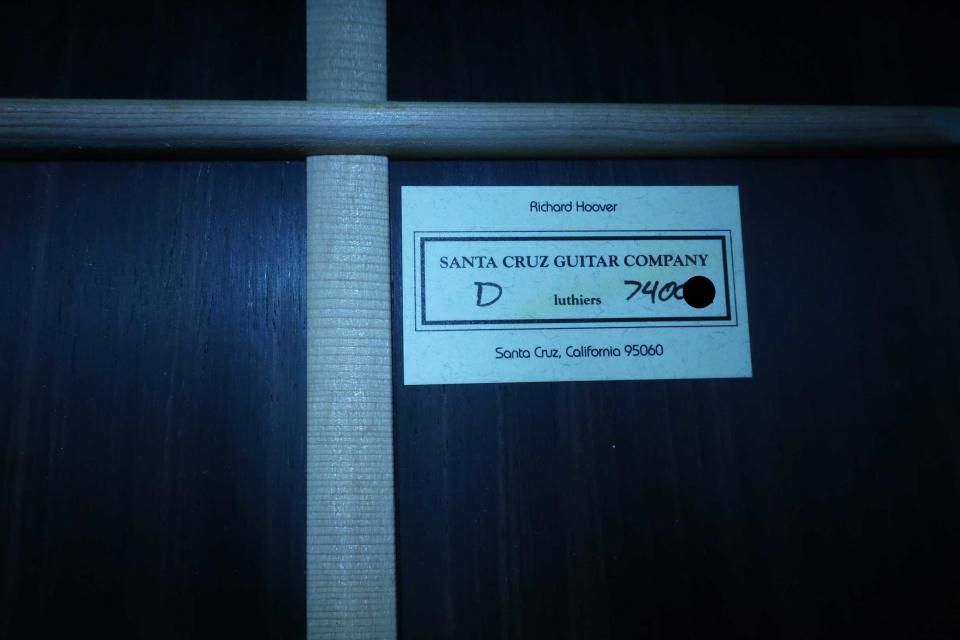 Richard Hoover
SANTA CRUZ GUITAR COMPANY
D luthiers 7400
Santa Cruz, California 95060